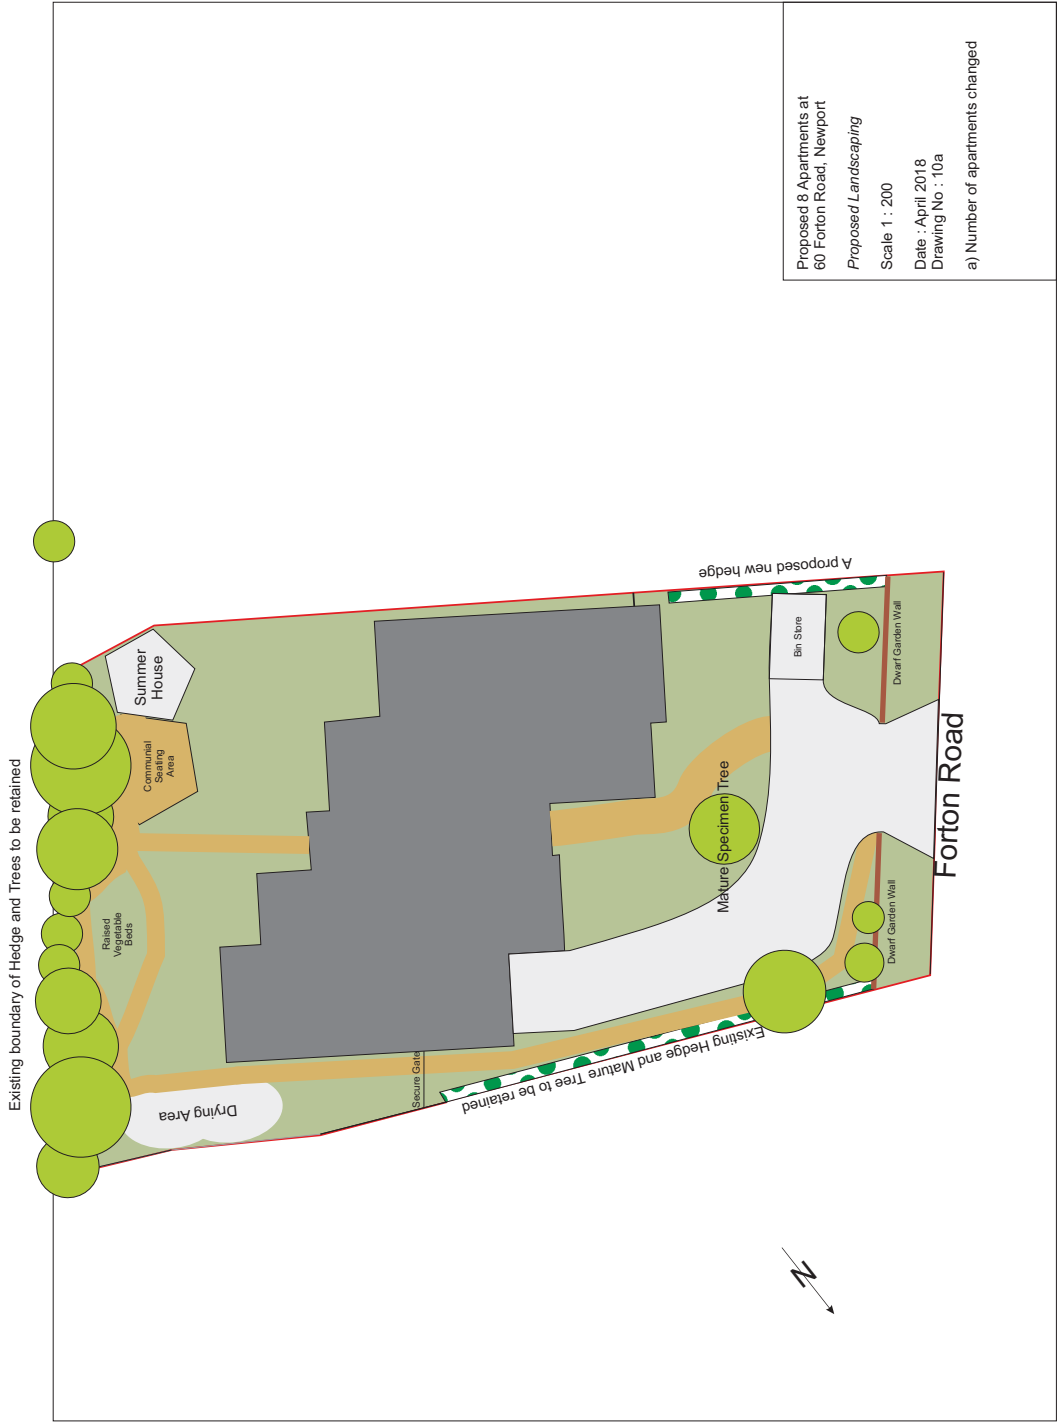 Existing boundary of Hedge and Trees to be retained
Summer
House
Communial
Seating
Area
Raised
Vegetable
Beds
Drying Area
Secure Gate
Existing Hedge and Mature Tree to be retained
Mature Specimen Tree
A proposed new hedge
Bin Store
Dwarf Garden Wall
Dwarf Garden Wall
Forton Road
N
Proposed 8 Apartments at
60 Forton Road, Newport
Proposed Landscaping
Scale 1 : 200
Date : April 2018
Drawing No : 10a
a) Number of apartments changed